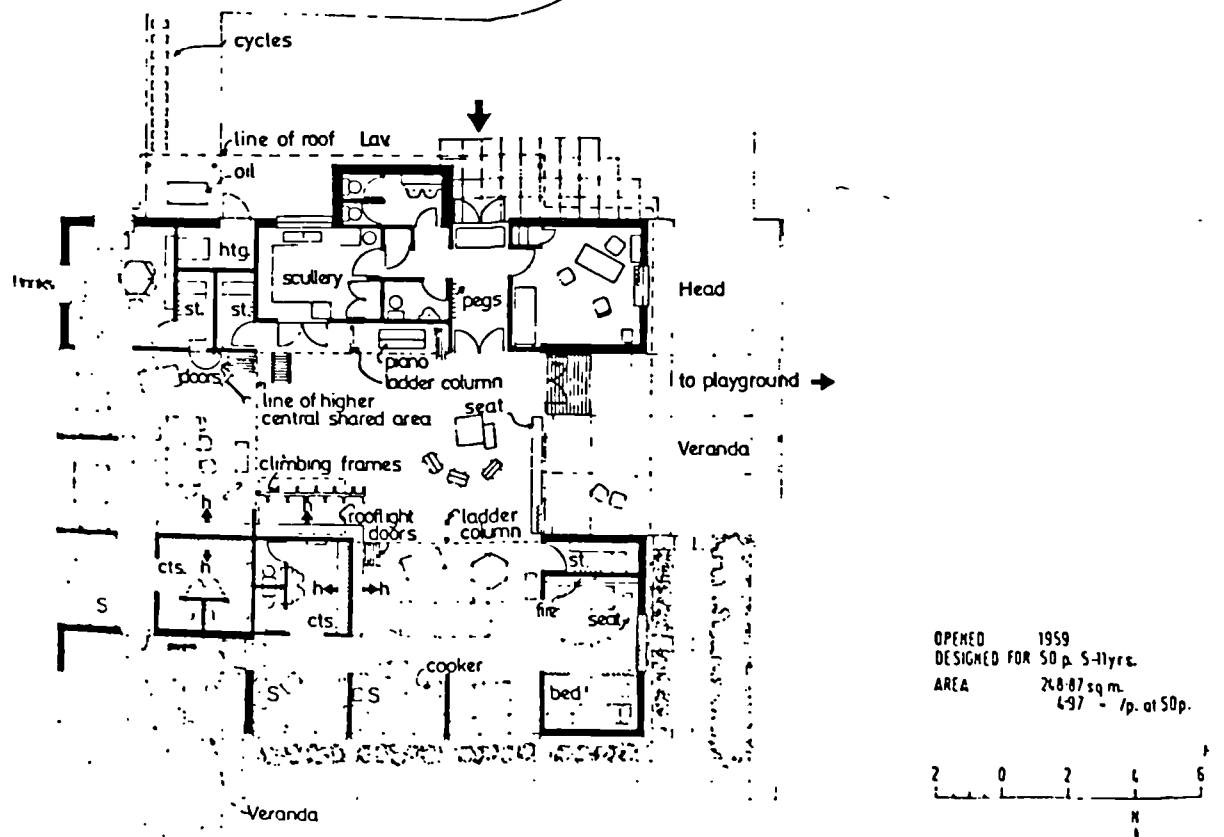 cycles
line of roof Lav.
oil
htg.
scullery
Head
st. st.
pegs
piano
doors
ladder column
to playground
line of higher
central shared area
seat
Veranda
climbing frames
h h
rooflight
doors
ladder
column
cts. h
st.
h h
S
cts.
fire
seat
cooker
S S
bed
Veranda
OPENED 1959
DESIGNED FOR 50 p. 5-11yrs.
AREA 248·87 sq m.
4·97 - /p. at 50p.
2 0 2 4 6
N